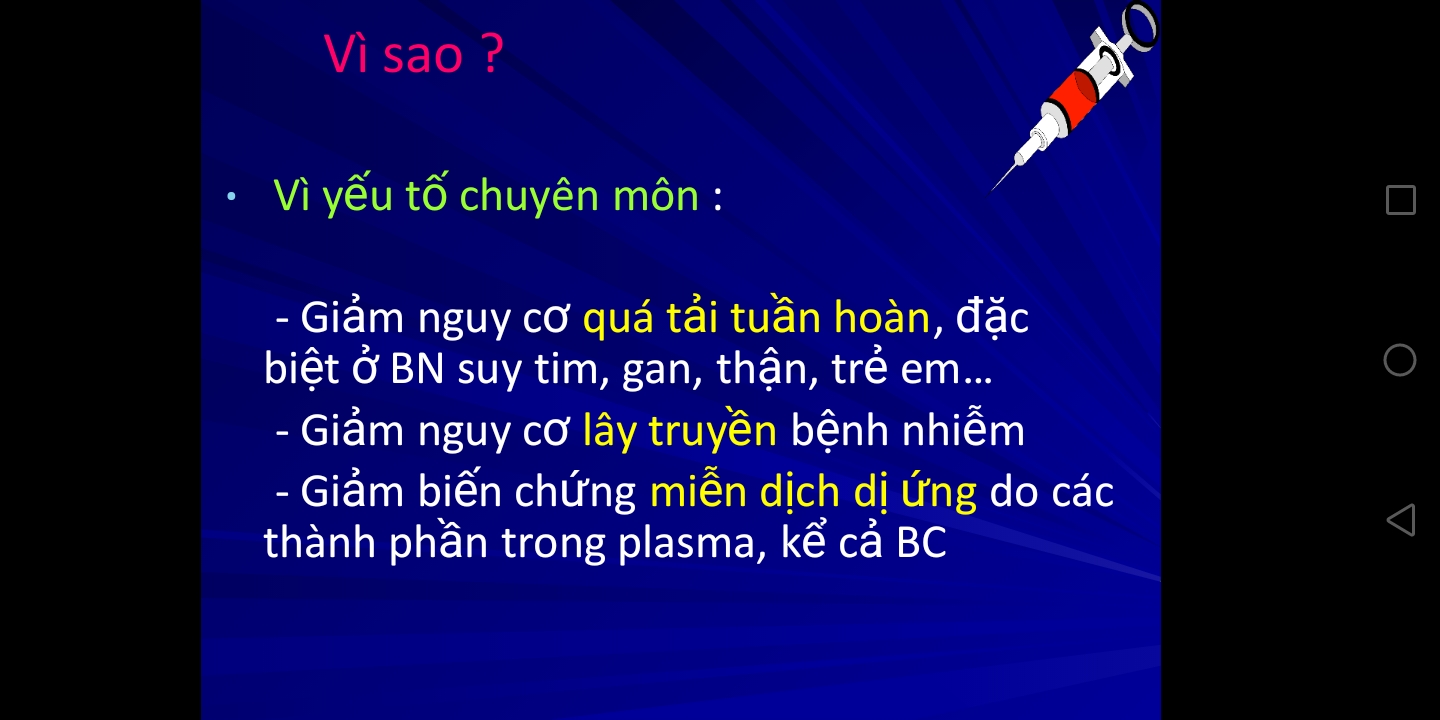 Vì sao ?
• Vì yếu tố chuyên môn :
- Giảm nguy cơ quá tải tuần hoàn, đặc
biệt ở BN suy tim, gan, thận, trẻ em...
- Giảm nguy cơ lây truyền bệnh nhiễm
- Giảm biến chứng miễn dịch dị ứng do các
thành phần trong plasma, kể cả BC